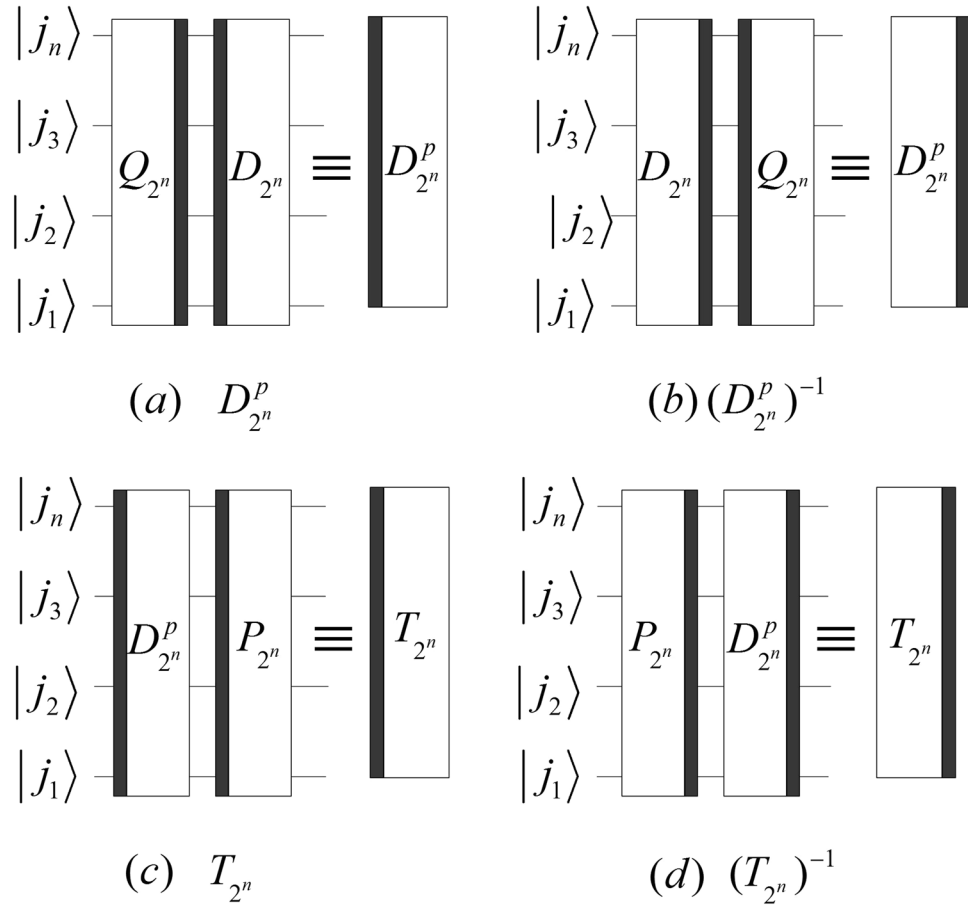 |j_n⟩
|j_3⟩ Q_{2^n} D_{2^n} ≡ D^p_{2^n}
|j_2⟩
|j_1⟩
(a) D^p_{2^n}
|j_n⟩
|j_3⟩ D_{2^n} Q_{2^n} ≡ D^p_{2^n}
|j_2⟩
|j_1⟩
(b) (D^p_{2^n})^{-1}
|j_n⟩
|j_3⟩
D^p_{2^n} P_{2^n} ≡ T_{2^n}
|j_2⟩
|j_1⟩
(c) T_{2^n}
|j_n⟩
|j_3⟩
P_{2^n} D^p_{2^n} ≡ T_{2^n}
|j_2⟩
|j_1⟩
(d) (T_{2^n})^{-1}